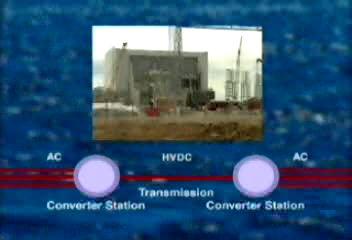 AC HVDC AC
Transmission
Converter Station Converter Station